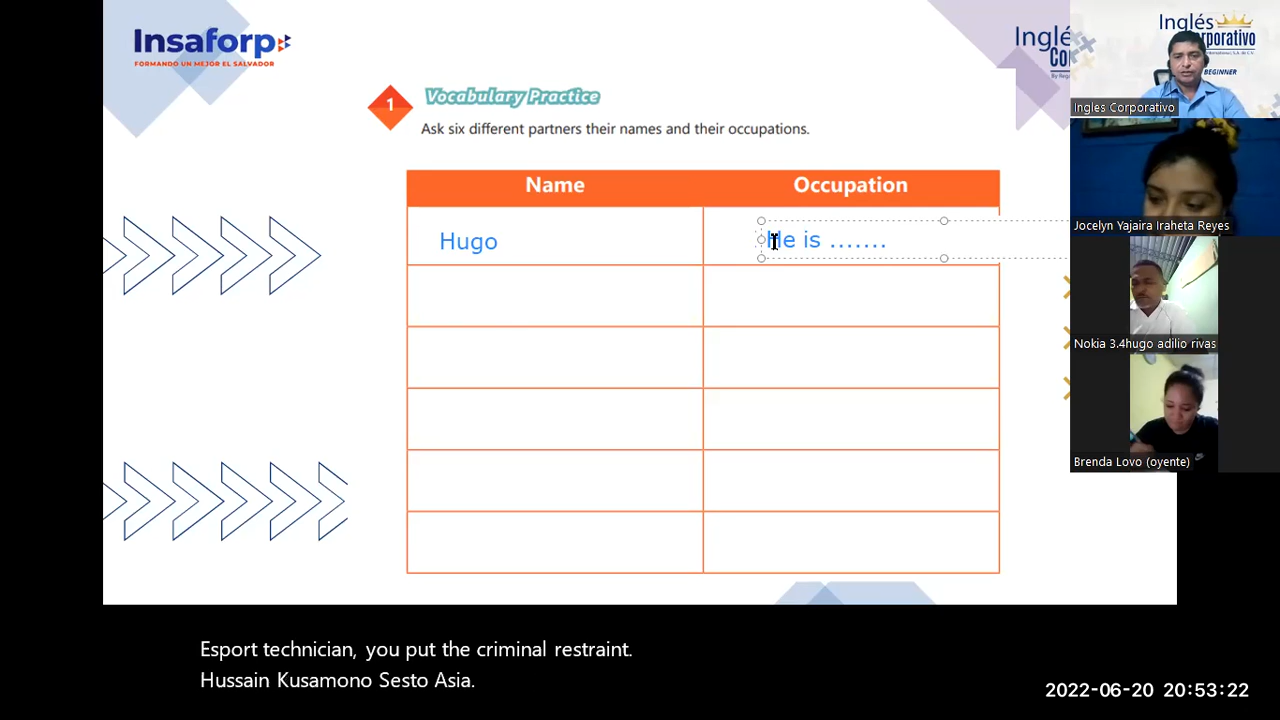 Insaforp
FORMANDO UN MEJOR EL SALVADOR
1
Vocabulary Practice
Ask six different partners their names and their occupations.
Name
Occupation
Hugo
He is .......
Inglés
Inglés
Corporativo
BEGINNER
Ingles Corporativo
Jocelyn Yajaira Iraheta Reyes
Nokia 3.4hugo adilio rivas
Brenda Lovo (oyente)
Esport technician, you put the criminal restraint.
Hussain Kusamono Sesto Asia.
2022-06-20 20:53:22